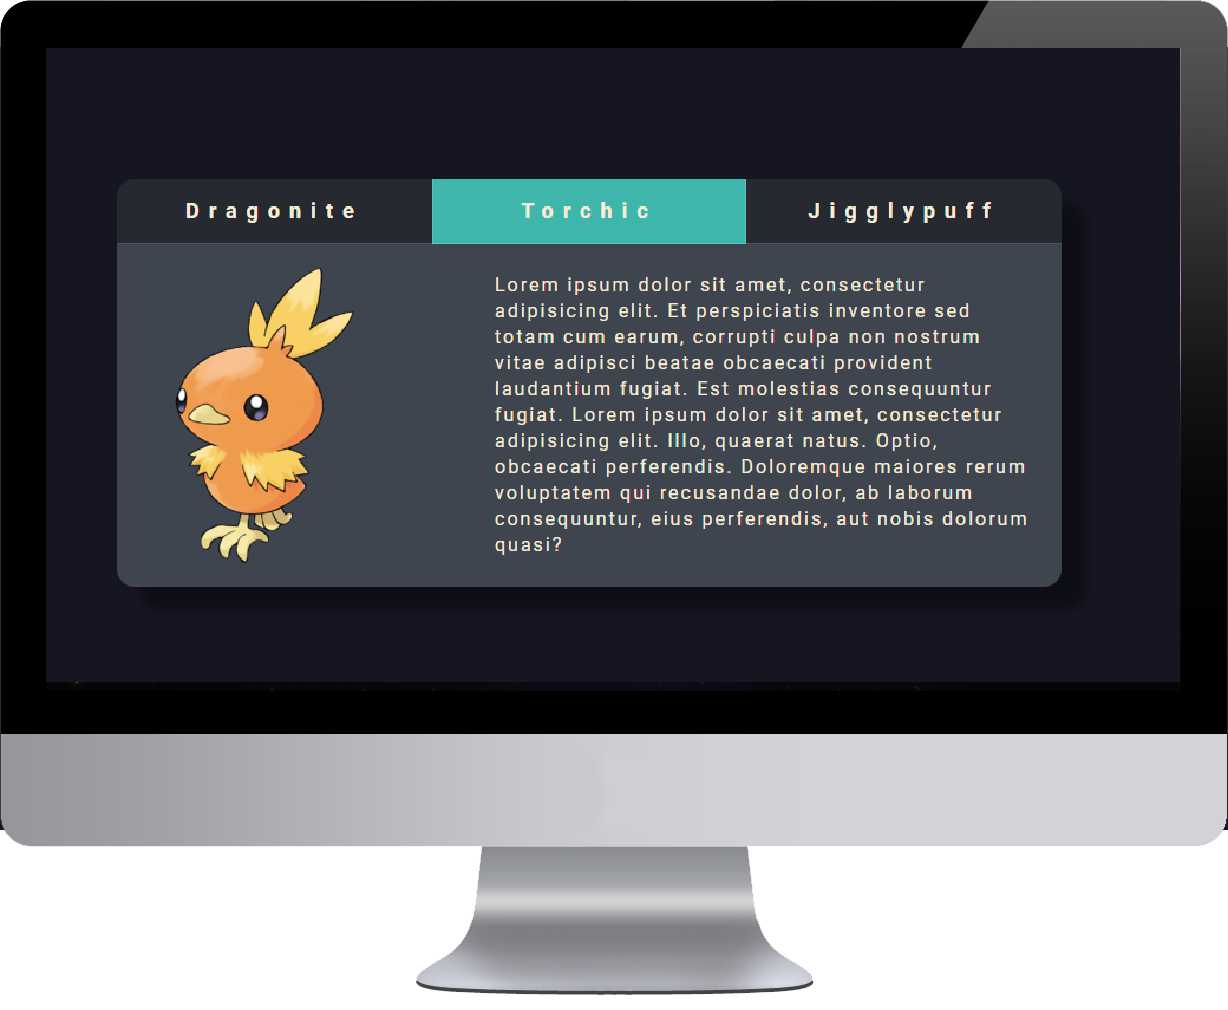 Dragonite Torchic Jigglypuff
Lorem ipsum dolor sit amet, consectetur
adipisicing elit. Et perspiciatis inventore sed
totam cum earum, corrupti culpa non nostrum
vitae adipisci beatae obcaecati provident
laudantium fugiat. Est molestias consequuntur
fugiat. Lorem ipsum dolor sit amet, consectetur
adipisicing elit. Illo, quaerat natus. Optio,
obcaecati perferendis. Doloremque maiores rerum
voluptatem qui recusandae dolor, ab laborum
consequuntur, eius perferendis, aut nobis dolorum
quasi?